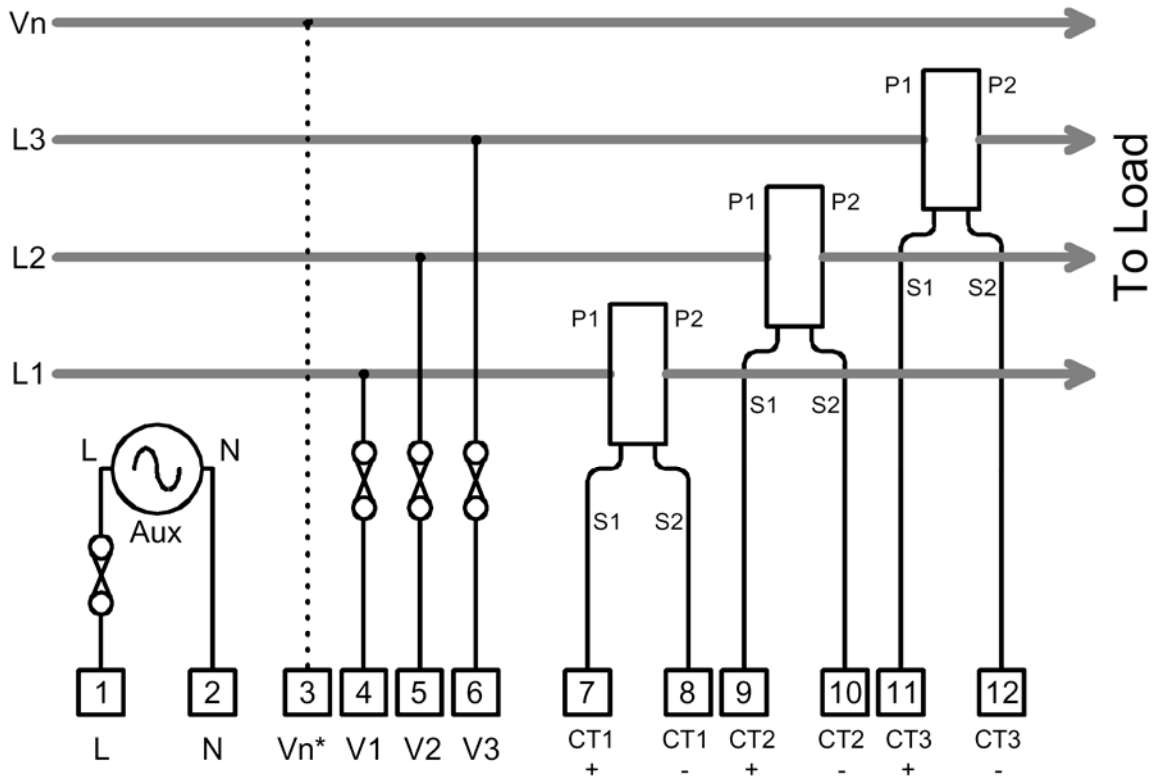 Vn
P1 P2
L3
P1 P2
L2
S1 S2
P1 P2
L1
S1 S2
L N
Aux
S1 S2
To Load
1 2 3 4 5 6 7 8 9 10 11 12
L N Vn* V1 V2 V3 CT1 CT1 CT2 CT2 CT3 CT3
+ - + - + -